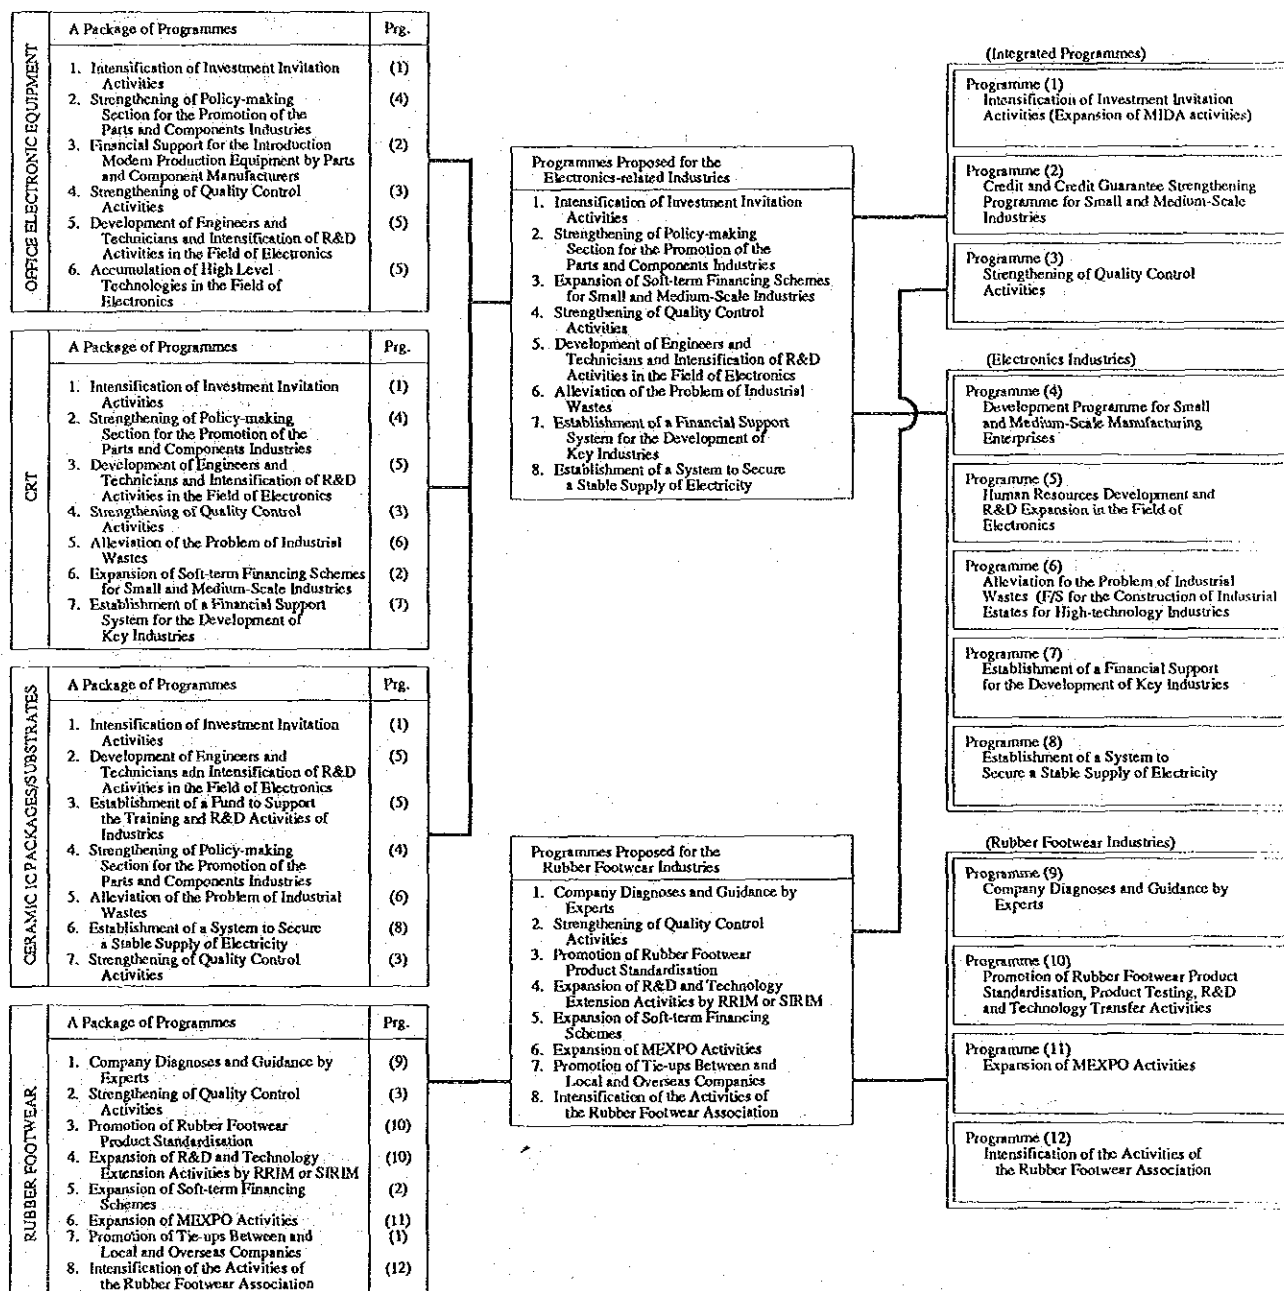 OFFICE ELECTRONIC EQUIPMENT
A Package of Programmes Prg.
1. Intensification of Investment Invitation (1)
Activities
2. Strengthening of Policy-making (4)
Section for the Promotion of the
Parts and Components Industries
3. Financial Support for the Introduction (2)
Modern Production Equipment by Parts
and Component Manufacturers
4. Strengthening of Quality Control (3)
Activities
5. Development of Engineers and (5)
Technicians and Intensification of R&D
Activities in the Field of Electronics
6. Accumulation of High Level (5)
Technologies in the Field of
Electronics
CRT
A Package of Programmes Prg.
1. Intensification of Investment Invitation (1)
Activities
2. Strengthening of Policy-making (4)
Section for the Promotion of the
Parts and Components Industries
3. Development of Engineers and (5)
Technicians and Intensification of R&D
Activities in the Field of Electronics
4. Strengthening of Quality Control (3)
Activities
5. Alleviation of the Problem of Industrial (6)
Wastes
6. Expansion of Soft-term Financing Schemes (2)
for Small and Medium-Scale Industries
7. Establishment of a Financial Support (7)
System for the Development of
Key Industries
CERAMIC IC PACKAGES/SUBSTRATES
A Package of Programmes Prg.
1. Intensification of Investment Invitation (1)
Activities
2. Development of Engineers and (5)
Technicians adn Intensification of R&D
Activities in the Field of Electronics
3. Establishment of a Fund to Support (5)
the Training and R&D Activities of
Industries
4. Strengthening of Policy-making (4)
Section for the Promotion of the
Parts and Components Industries
5. Alleviation of the Problem of Industrial (6)
Wastes
6. Establishment of a System to Secure (8)
a Stable Supply of Electricity
7. Strengthening of Quality Control (3)
Activities
RUBBER FOOTWEAR
A Package of Programmes Prg.
1. Company Diagnoses and Guidance by (9)
Experts
2. Strengthening of Quality Control (3)
Activities
3. Promotion of Rubber Footwear (10)
Product Standardisation
4. Expansion of R&D and Technology (10)
Extension Activities by RRIM or SIRIM
5. Expansion of Soft-term Financing (2)
Schemes
6. Expansion of MEXPO Activities (11)
7. Promotion of Tie-ups Between and (1)
Local and Overseas Companies
8. Intensification of the Activities of (12)
the Rubber Footwear Association
Programmes Proposed for the
Electronics-related Industries
1. Intensification of Investment Invitation
Activities
2. Strengthening of Policy-making
Section for the Promotion of the
Parts and Components Industries
3. Expansion of Soft-term Financing Schemes
for Small and Medium-Scale Industries
4. Strengthening of Quality Control
Activities
5. Development of Engineers and
Technicians and Intensification of R&D
Activities in the Field of Electronics
6. Alleviation of the Problem of Industrial
Wastes
7. Establishment of a Financial Support
System for the Development of
Key Industries
8. Establishment of a System to Secure
a Stable Supply of Electricity
Programmes Proposed for the
Rubber Footwear Industries
1. Company Diagnoses and Guidance by
Experts
2. Strengthening of Quality Control
Activities
3. Promotion of Rubber Footwear
Product Standardisation
4. Expansion of R&D and Technology
Extension Activities by RRIM or SIRIM
5. Expansion of Soft-term Financing
Schemes
6. Expansion of MEXPO Activities
7. Promotion of Tie-ups Between and
Local and Overseas Companies
8. Intensification of the Activities of
the Rubber Footwear Association
(Integrated Programmes)
Programme (1)
Intensification of Investment Invitation
Activities (Expansion of MIDA activities)
Programme (2)
Credit and Credit Guarantee Strengthening
Programme for Small and Medium-Scale
Industries
Programme (3)
Strengthening of Quality Control
Activities
(Electronics Industries)
Programme (4)
Development Programme for Small
and Medium-Scale Manufacturing
Enterprises
Programme (5)
Human Resources Development and
R&D Expansion in the Field of
Electronics
Programme (6)
Alleviation fo the Problem of Industrial
Wastes (F/S for the Construction of Industrial
Estates for High-technology Industries
Programme (7)
Establishment of a Financial Support
for the Development of Key Industries
Programme (8)
Establishment of a System to
Secure a Stable Supply of Electricity
(Rubber Footwear Industries)
Programme (9)
Company Diagnoses and Guidance by
Experts
Programme (10)
Promotion of Rubber Footwear Product
Standardisation, Product Testing, R&D
and Technology Transfer Activities
Programme (11)
Expansion of MEXPO Activities
Programme (12)
Intensification of the Activities of
the Rubber Footwear Association